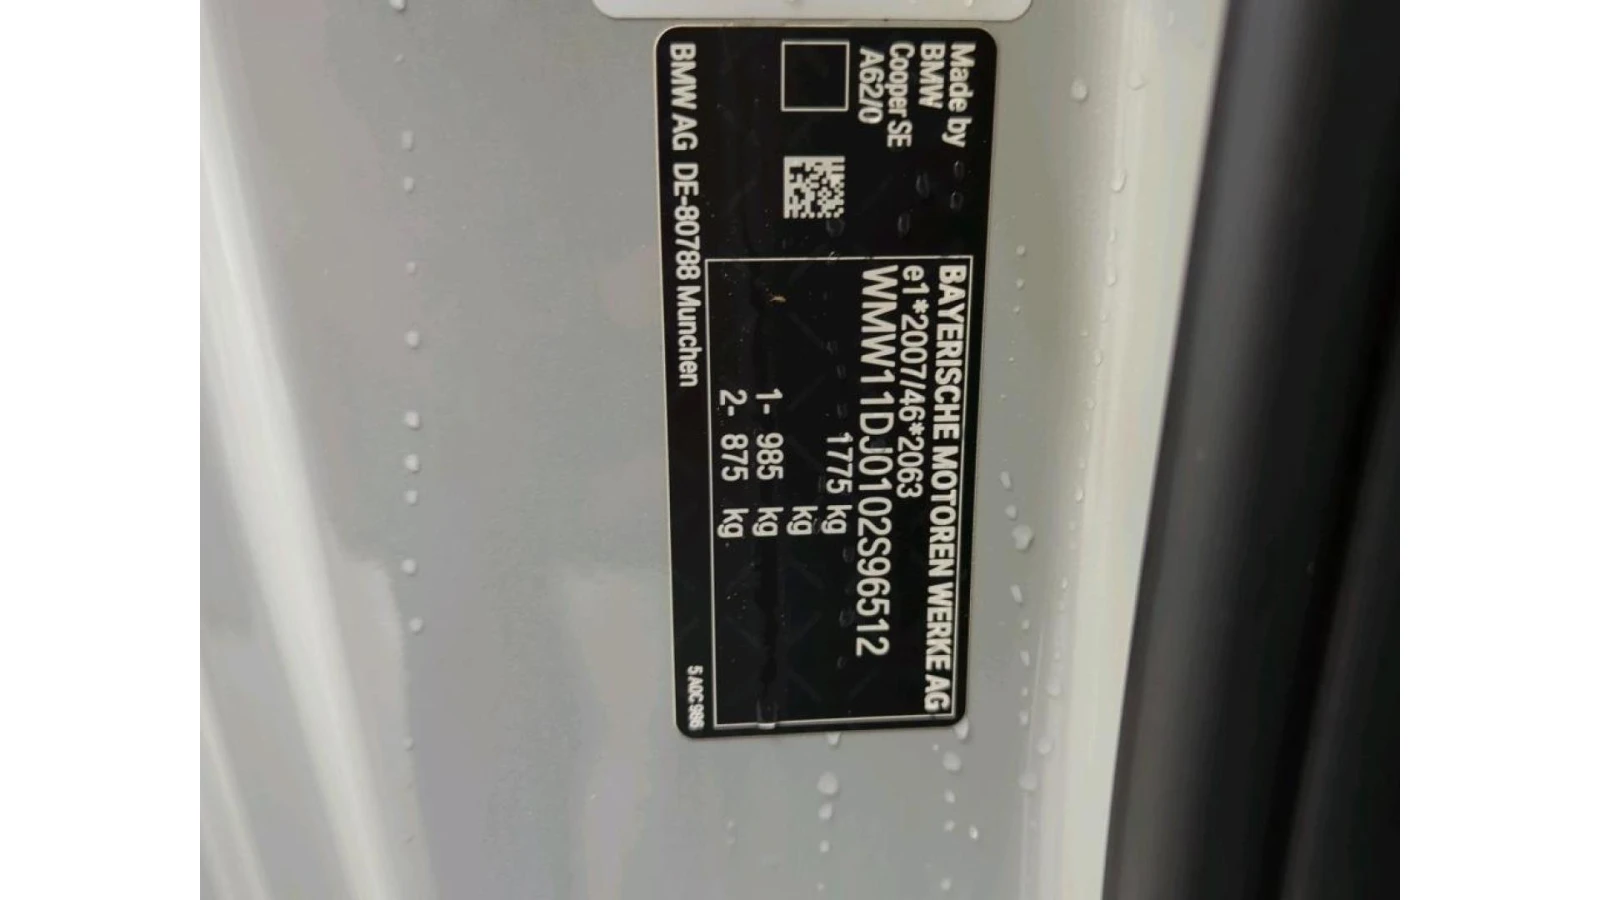 Made by
BMW
Cooper SE
A62/0
BAYERISCHE MOTOREN WERKE AG
e1*2007/46*2063
WMW11DJ0102S96512
1775 kg
kg
1- 985 kg
2- 875 kg
BMW AG DE-80788 Munchen
5 A0C 986